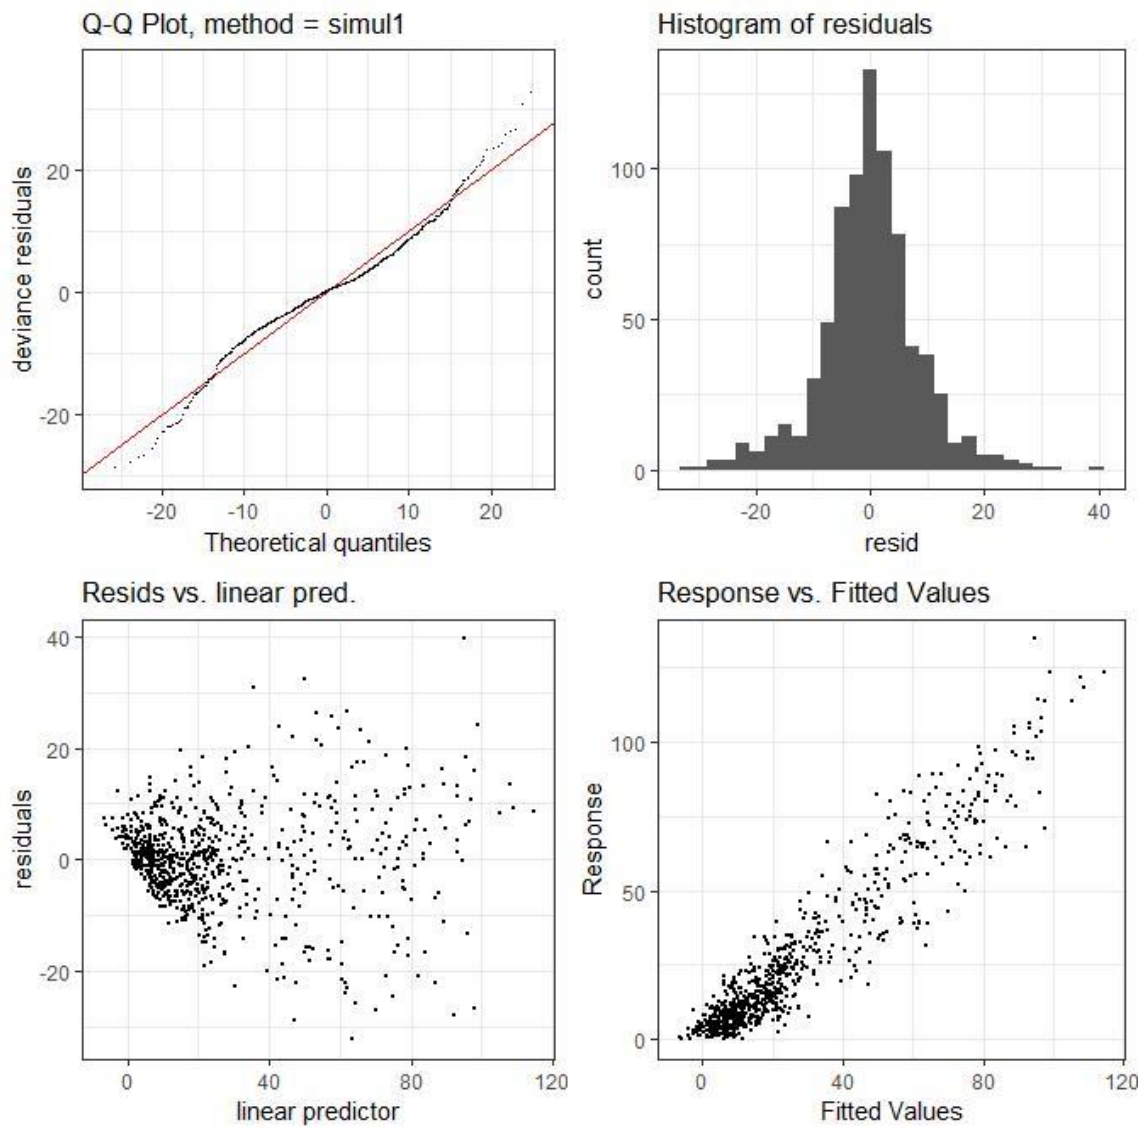 Q-Q Plot, method = simul1
deviance residuals
20
0
-20
-20
-10
0
10
20
Theoretical quantiles
Histogram of residuals
count
100
50
0
-20
0
20
40
resid
Resids vs. linear pred.
residuals
40
20
0
-20
0
40
80
120
linear predictor
Response vs. Fitted Values
Response
100
50
0
0
40
80
120
Fitted Values